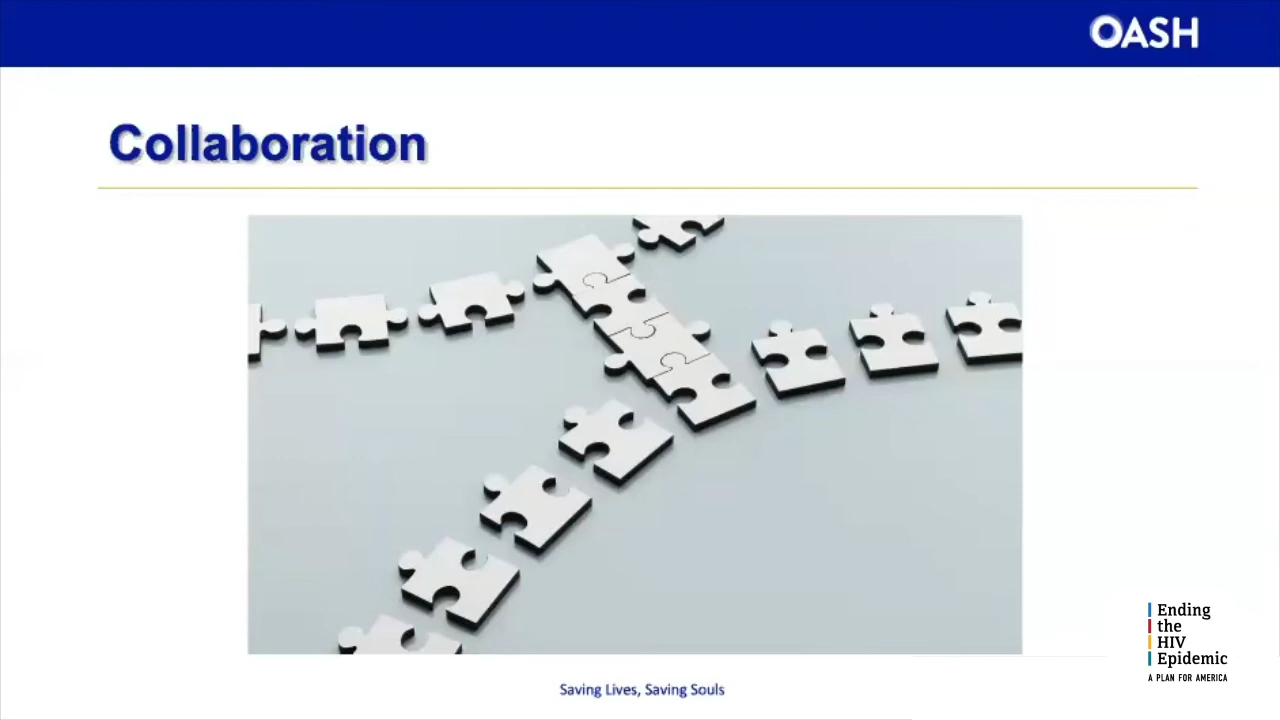 OASH
Collaboration
Ending
the
HIV
Epidemic
A PLAN FOR AMERICA
Saving Lives, Saving Souls